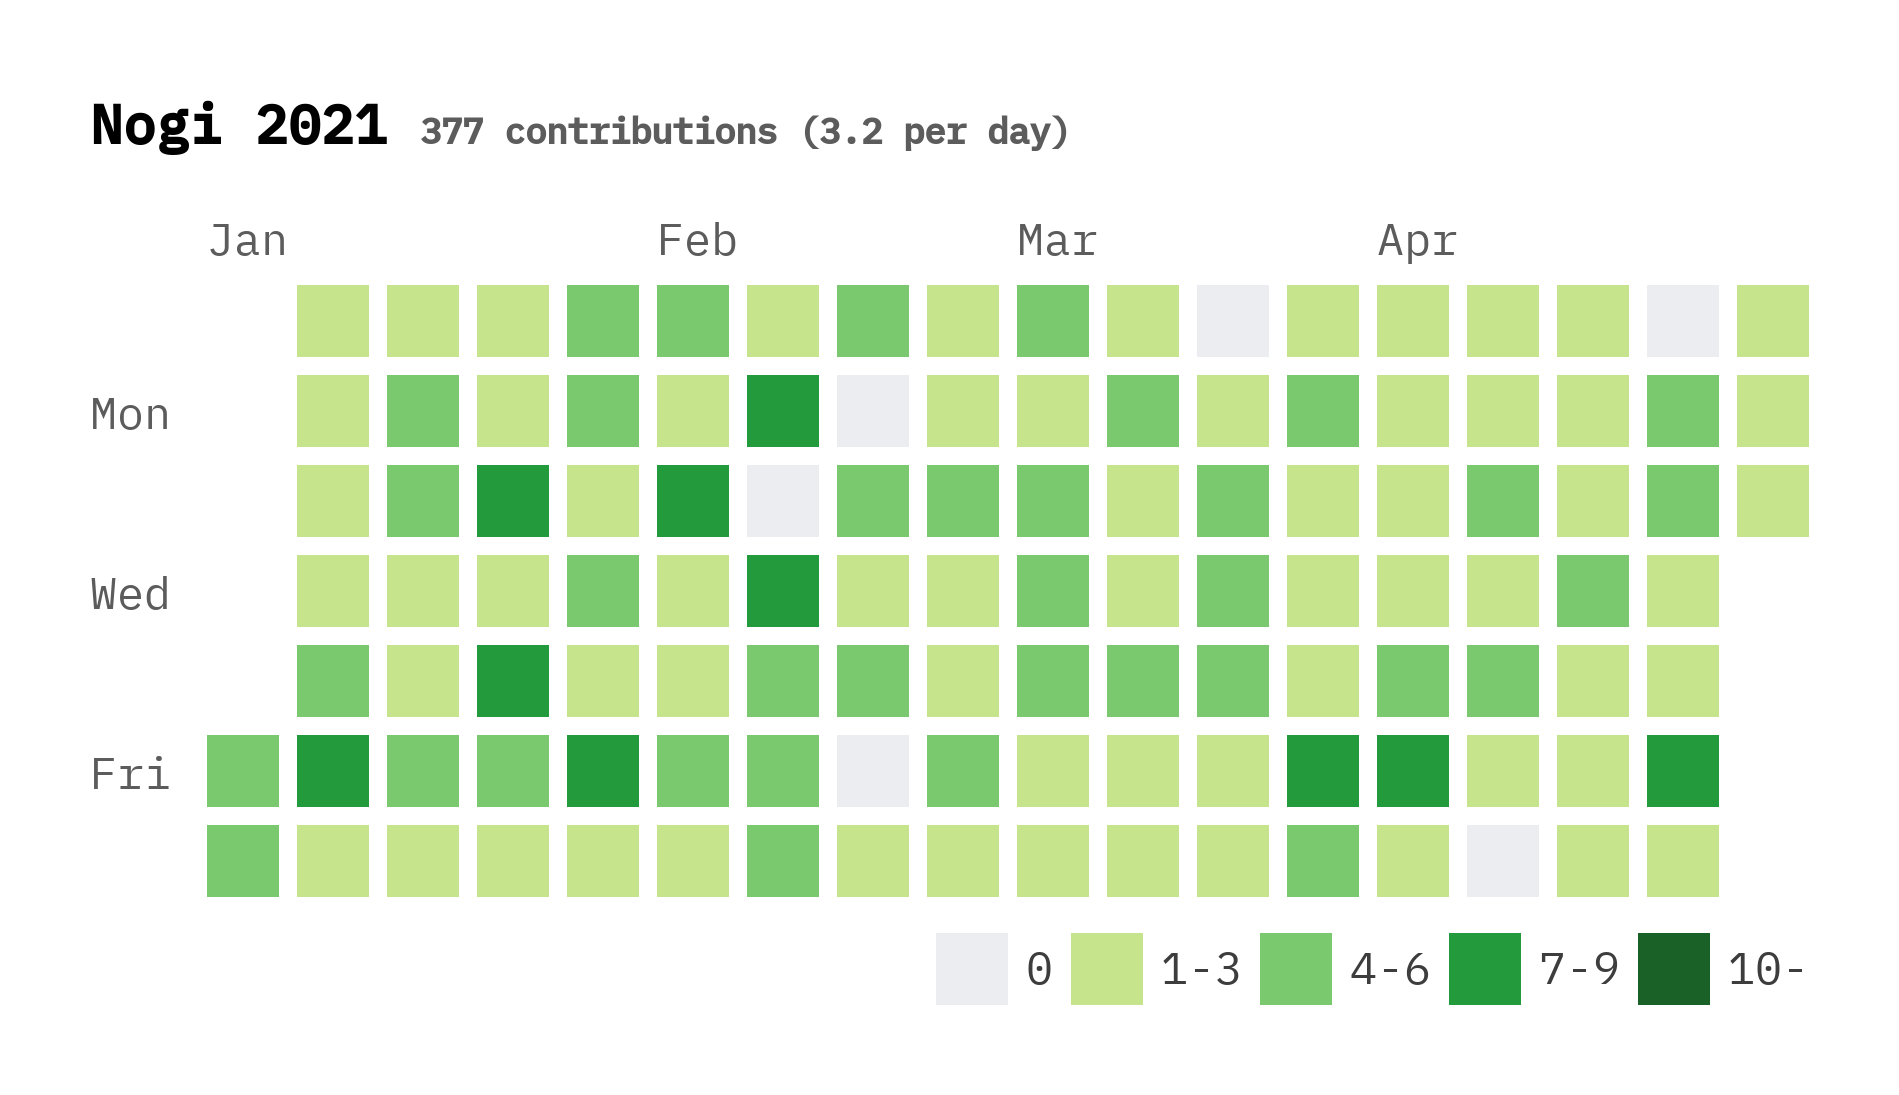 Nogi 2021 377 contributions (3.2 per day)
Jan Feb Mar Apr
Mon
Wed
Fri
0 1-3 4-6 7-9 10-